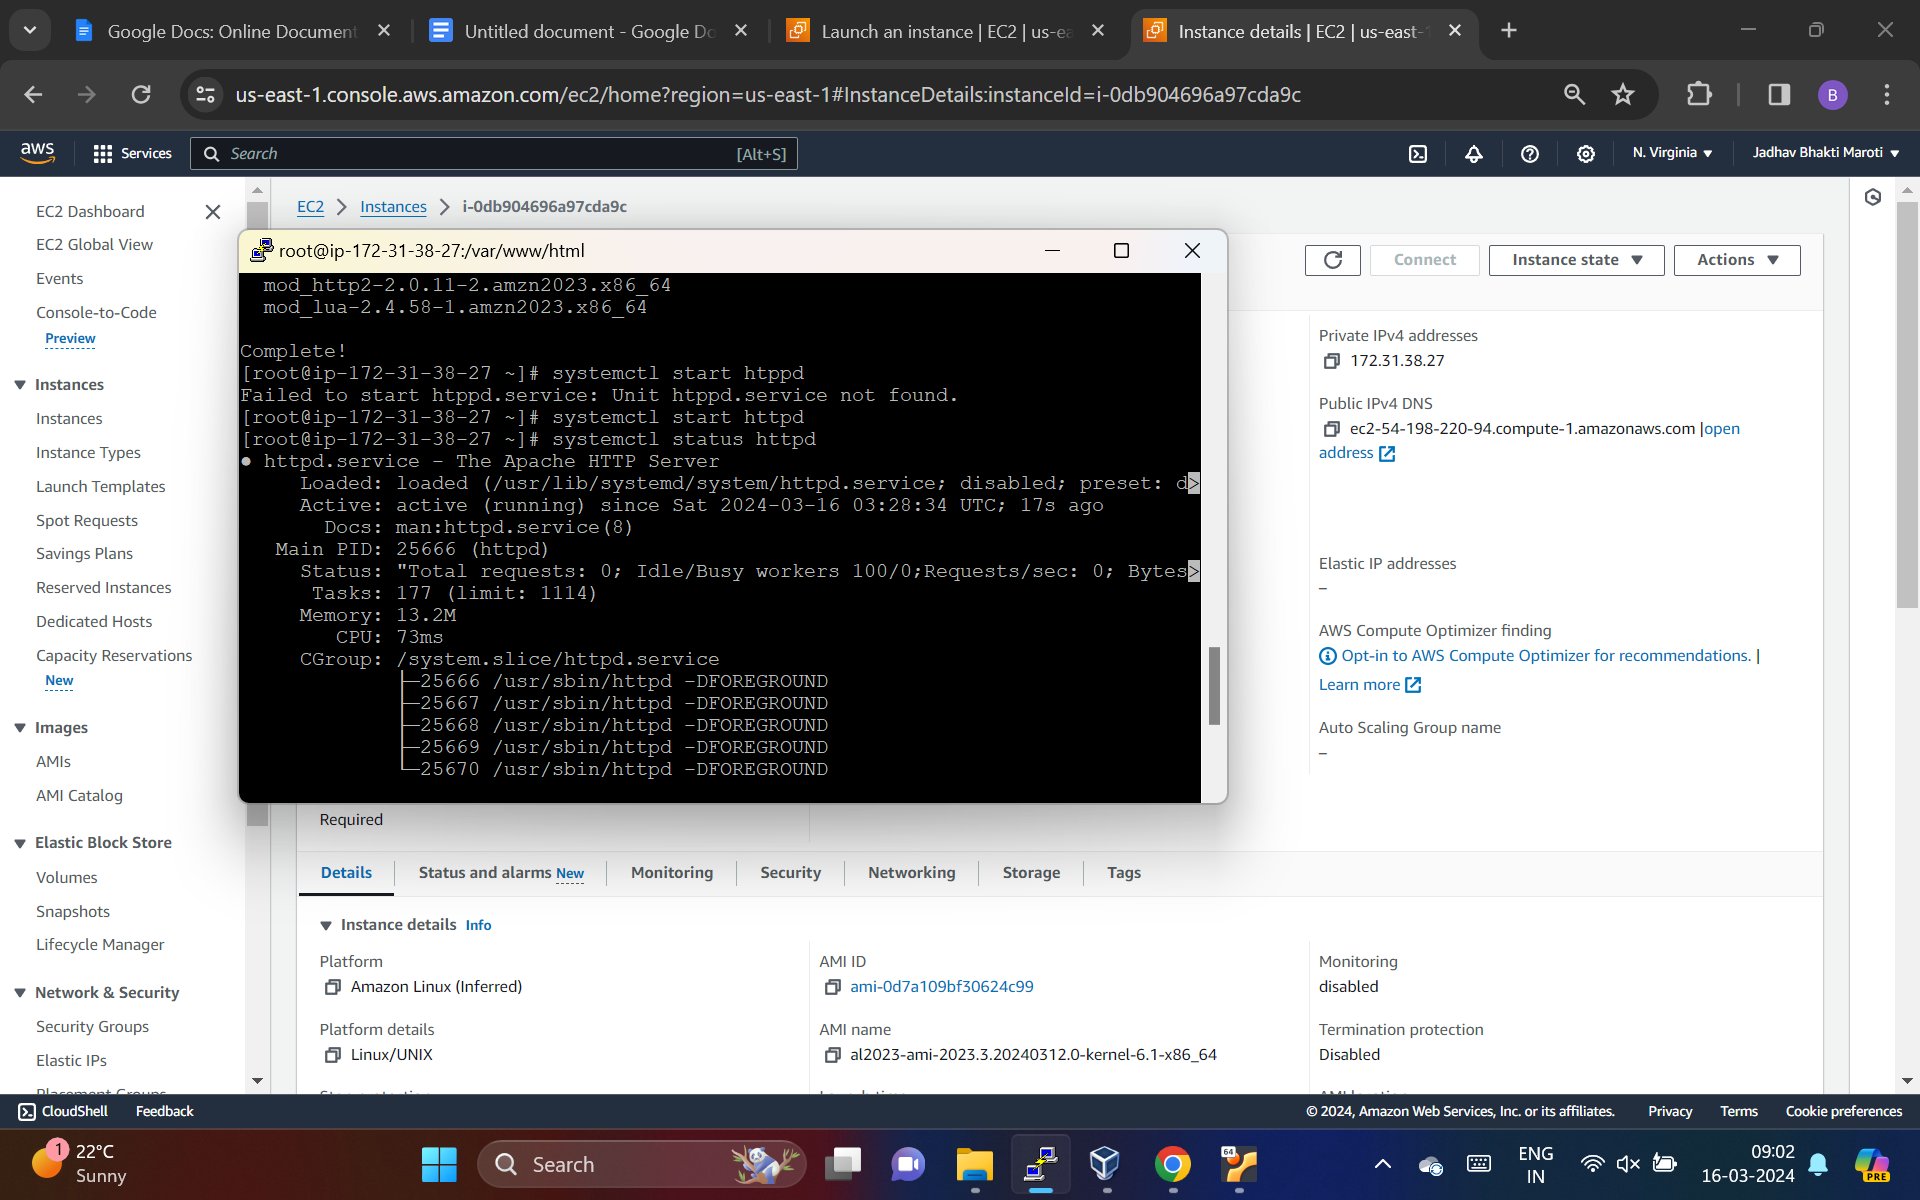 Google Docs: Online Document
Untitled document - Google Do
Launch an instance | EC2 | us-ea
Instance details | EC2 | us-east-1
us-east-1.console.aws.amazon.com/ec2/home?region=us-east-1#InstanceDetails:instanceId=i-0db904696a97cda9c
B
aws
Services
Search
[Alt+S]
N. Virginia
Jadhav Bhakti Maroti
EC2 Dashboard
EC2 Global View
Events
Console-to-Code
Preview
Instances
Instances
Instance Types
Launch Templates
Spot Requests
Savings Plans
Reserved Instances
Dedicated Hosts
Capacity Reservations
New
Images
AMIs
AMI Catalog
Elastic Block Store
Volumes
Snapshots
Lifecycle Manager
Network & Security
Security Groups
Elastic IPs
Placement Groups
EC2 > Instances > i-0db904696a97cda9c
root@ip-172-31-38-27:/var/www/html
mod_http2-2.0.11-2.amzn2023.x86_64
mod_lua-2.4.58-1.amzn2023.x86_64
Complete!
[root@ip-172-31-38-27 ~]# systemctl start htppd
Failed to start htppd.service: Unit htppd.service not found.
[root@ip-172-31-38-27 ~]# systemctl start httpd
[root@ip-172-31-38-27 ~]# systemctl status httpd
● httpd.service - The Apache HTTP Server
Loaded: loaded (/usr/lib/systemd/system/httpd.service; disabled; preset: d>
Active: active (running) since Sat 2024-03-16 03:28:34 UTC; 17s ago
Docs: man:httpd.service(8)
Main PID: 25666 (httpd)
Status: "Total requests: 0; Idle/Busy workers 100/0;Requests/sec: 0; Bytes>
Tasks: 177 (limit: 1114)
Memory: 13.2M
CPU: 73ms
CGroup: /system.slice/httpd.service
├─25666 /usr/sbin/httpd -DFOREGROUND
├─25667 /usr/sbin/httpd -DFOREGROUND
├─25668 /usr/sbin/httpd -DFOREGROUND
├─25669 /usr/sbin/httpd -DFOREGROUND
└─25670 /usr/sbin/httpd -DFOREGROUND
Connect
Instance state
Actions
Private IPv4 addresses
172.31.38.27
Public IPv4 DNS
ec2-54-198-220-94.compute-1.amazonaws.com |open
address
Elastic IP addresses
–
AWS Compute Optimizer finding
Opt-in to AWS Compute Optimizer for recommendations. |
Learn more
Auto Scaling Group name
–
Required
Details
Status and alarms New
Monitoring
Security
Networking
Storage
Tags
Instance details Info
Platform
Amazon Linux (Inferred)
AMI ID
ami-0d7a109bf30624c99
Monitoring
disabled
Platform details
Linux/UNIX
AMI name
al2023-ami-2023.3.20240312.0-kernel-6.1-x86_64
Termination protection
Disabled
CloudShell
Feedback
© 2024, Amazon Web Services, Inc. or its affiliates.
Privacy
Terms
Cookie preferences
1
22°C
Sunny
Search
64
ENG
IN
09:02
16-03-2024
PRE